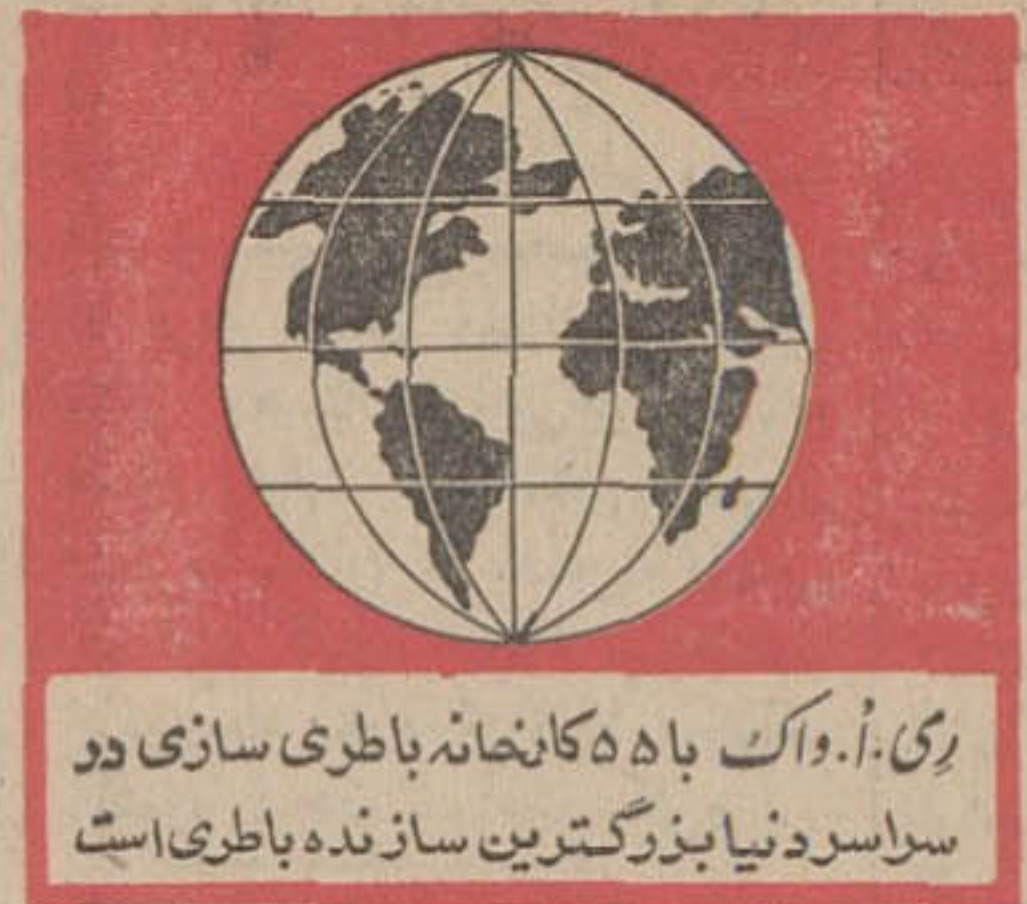 رِی.اُ.واک با ۵۵ کارخانه باطری سازی در
سراسر دنیا بزرگترین سازنده باطری است